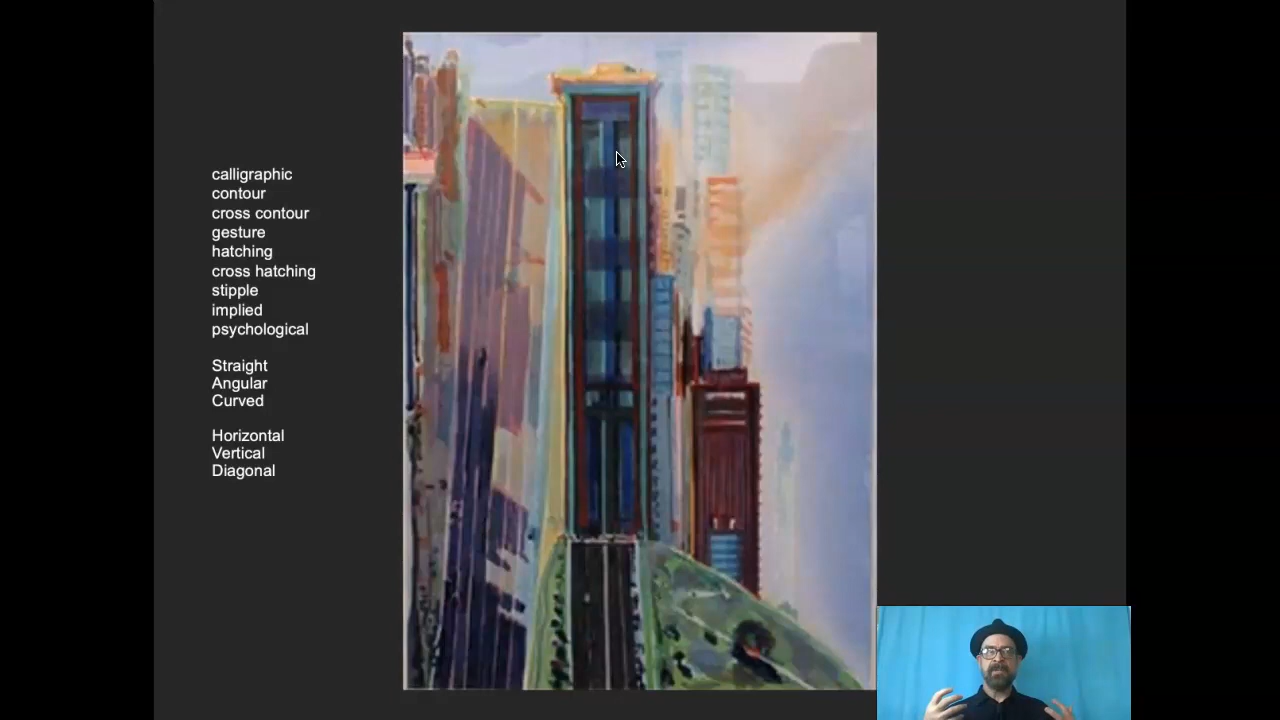 calligraphic
contour
cross contour
gesture
hatching
cross hatching
stipple
implied
psychological
Straight
Angular
Curved
Horizontal
Vertical
Diagonal